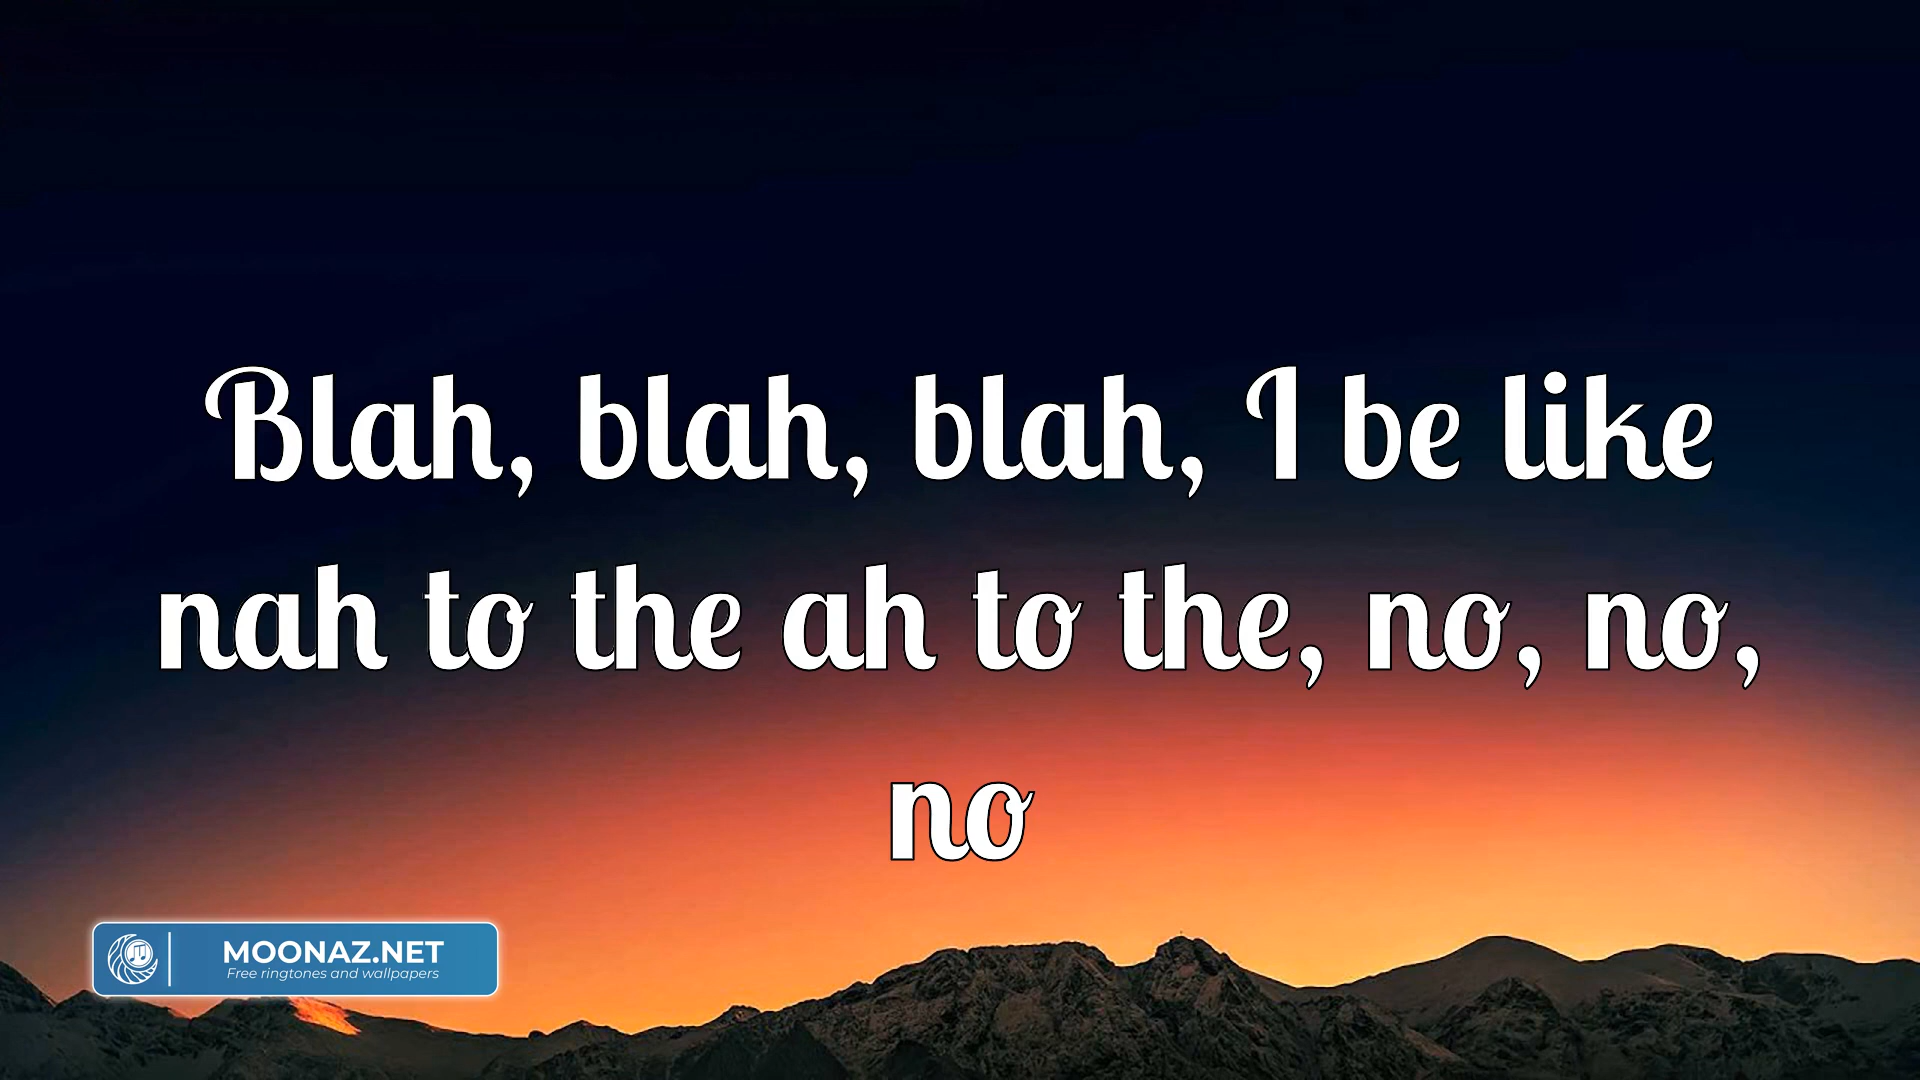 Blah, blah, blah, I be like
nah to the ah to the, no, no,
no
MOONAZ.NET
Free ringtones and wallpapers